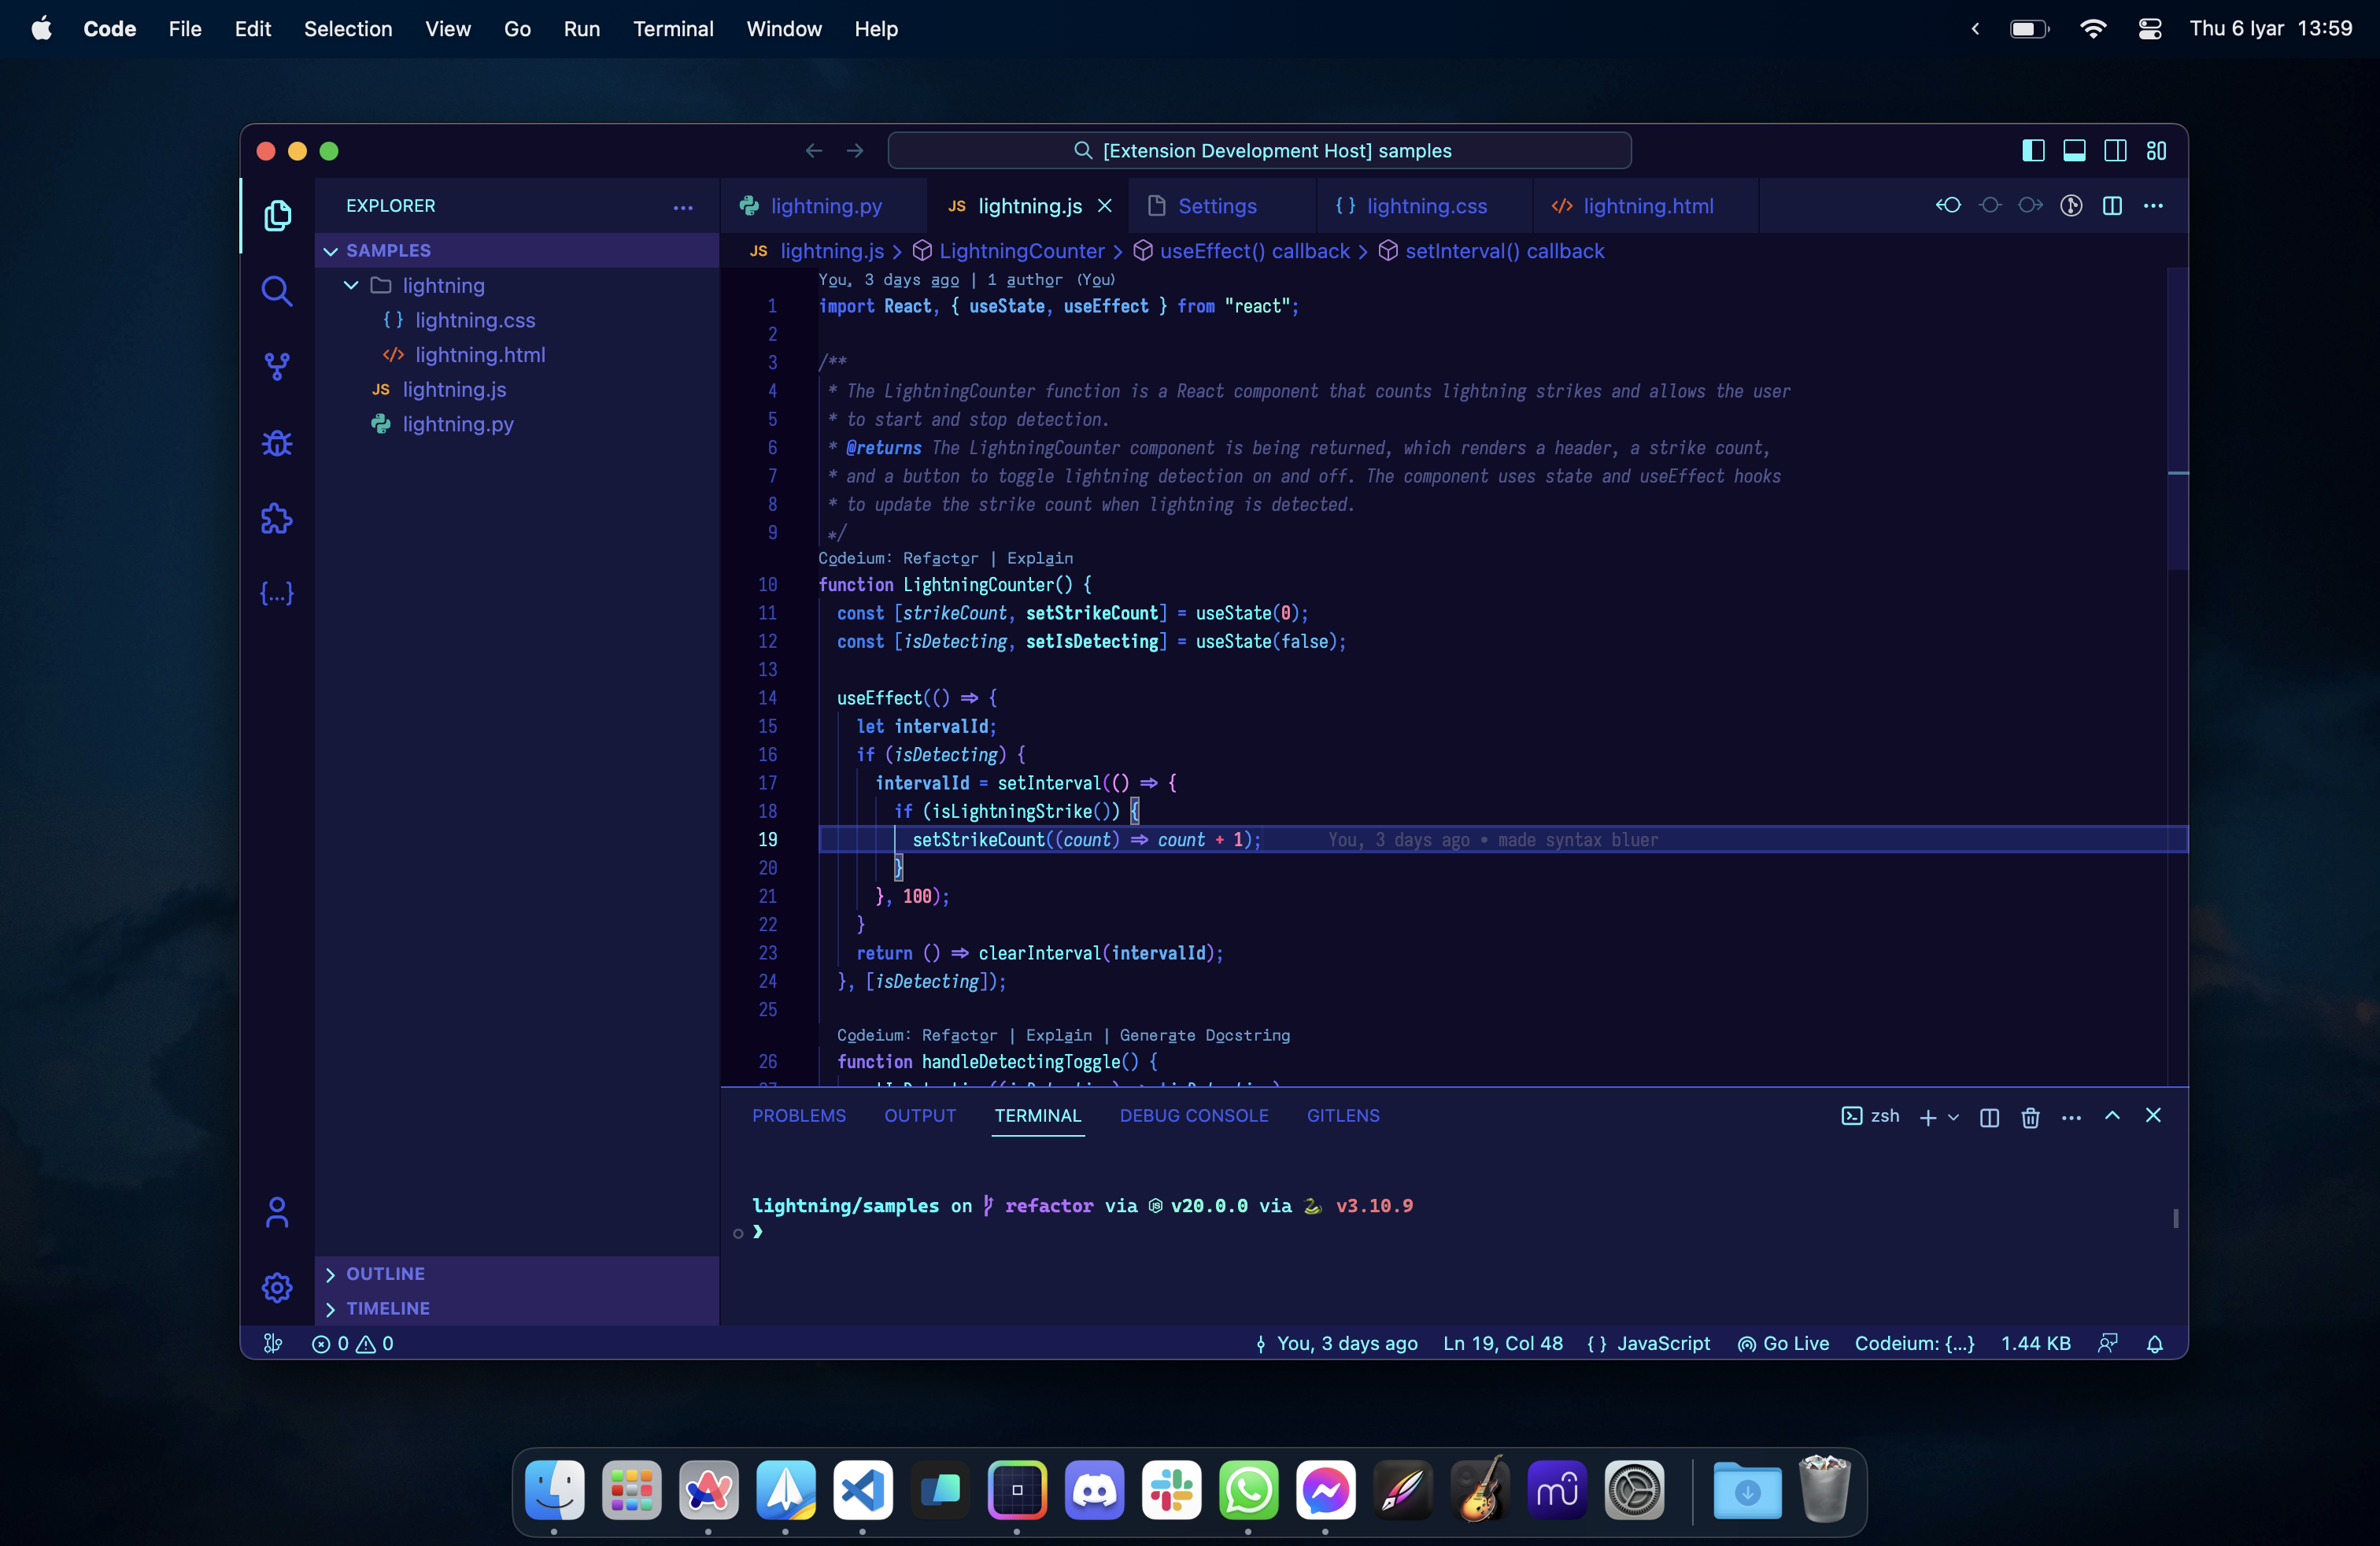 Code File Edit Selection View Go Run Terminal Window Help Thu 6 Iyar 13:59
[Extension Development Host] samples
EXPLORER
SAMPLES
lightning
{ } lightning.css
</> lightning.html
JS lightning.js
lightning.py
{...}
OUTLINE
TIMELINE
lightning.py JS lightning.js Settings { } lightning.css </> lightning.html
JS lightning.js > LightningCounter > useEffect() callback > setInterval() callback
You, 3 days ago | 1 author (You)
1 import React, { useState, useEffect } from "react";
2
3 /**
4 * The LightningCounter function is a React component that counts lightning strikes and allows the user
5 * to start and stop detection.
6 * @returns The LightningCounter component is being returned, which renders a header, a strike count,
7 * and a button to toggle lightning detection on and off. The component uses state and useEffect hooks
8 * to update the strike count when lightning is detected.
9 */
Codeium: Refactor | Explain
10 function LightningCounter() {
11 const [strikeCount, setStrikeCount] = useState(0);
12 const [isDetecting, setIsDetecting] = useState(false);
13
14 useEffect(() => {
15 let intervalId;
16 if (isDetecting) {
17 intervalId = setInterval(() => {
18 if (isLightningStrike()) {
19 setStrikeCount((count) => count + 1); You, 3 days ago • made syntax bluer
20 }
21 }, 100);
22 }
23 return () => clearInterval(intervalId);
24 }, [isDetecting]);
25
Codeium: Refactor | Explain | Generate Docstring
26 function handleDetectingToggle() {
PROBLEMS OUTPUT TERMINAL DEBUG CONSOLE GITLENS zsh
lightning/samples on refactor via v20.0.0 via v3.10.9
❯
0 0 You, 3 days ago Ln 19, Col 48 { } JavaScript Go Live Codeium: {...} 1.44 KB